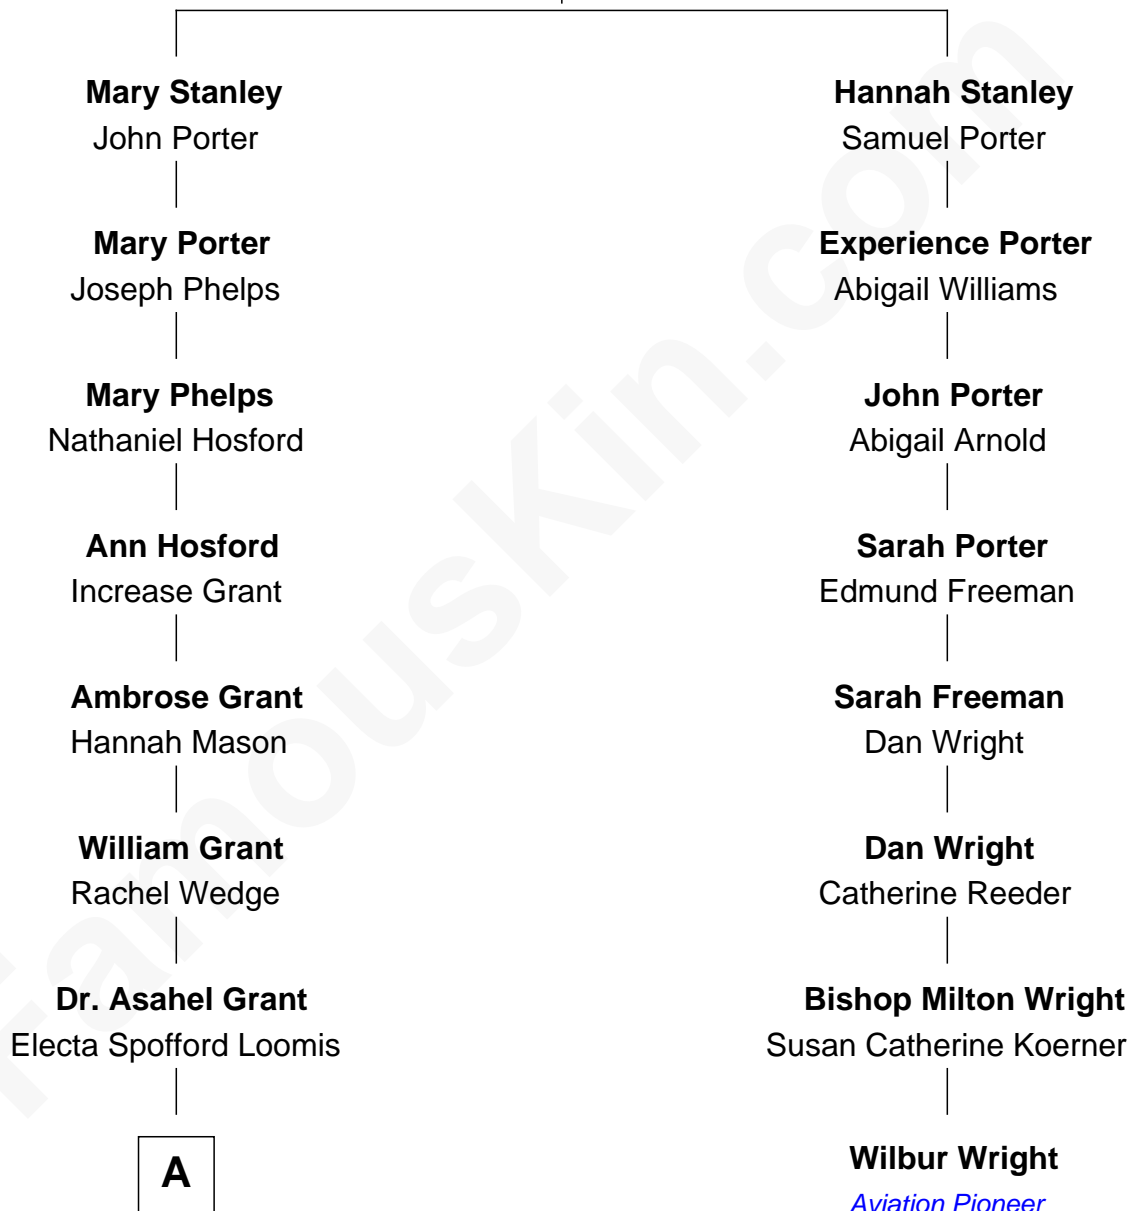 Mary Stanley
John Porter
Hannah Stanley
Samuel Porter
Mary Porter
Joseph Phelps
Experience Porter
Abigail Williams
Mary Phelps
Nathaniel Hosford
John Porter
Abigail Arnold
Ann Hosford
Increase Grant
Sarah Porter
Edmund Freeman
Ambrose Grant
Hannah Mason
Sarah Freeman
Dan Wright
William Grant
Rachel Wedge
Dan Wright
Catherine Reeder
Dr. Asahel Grant
Electa Spofford Loomis
Bishop Milton Wright
Susan Catherine Koerner
A
Wilbur Wright
Aviation Pioneer
FamousKin.com